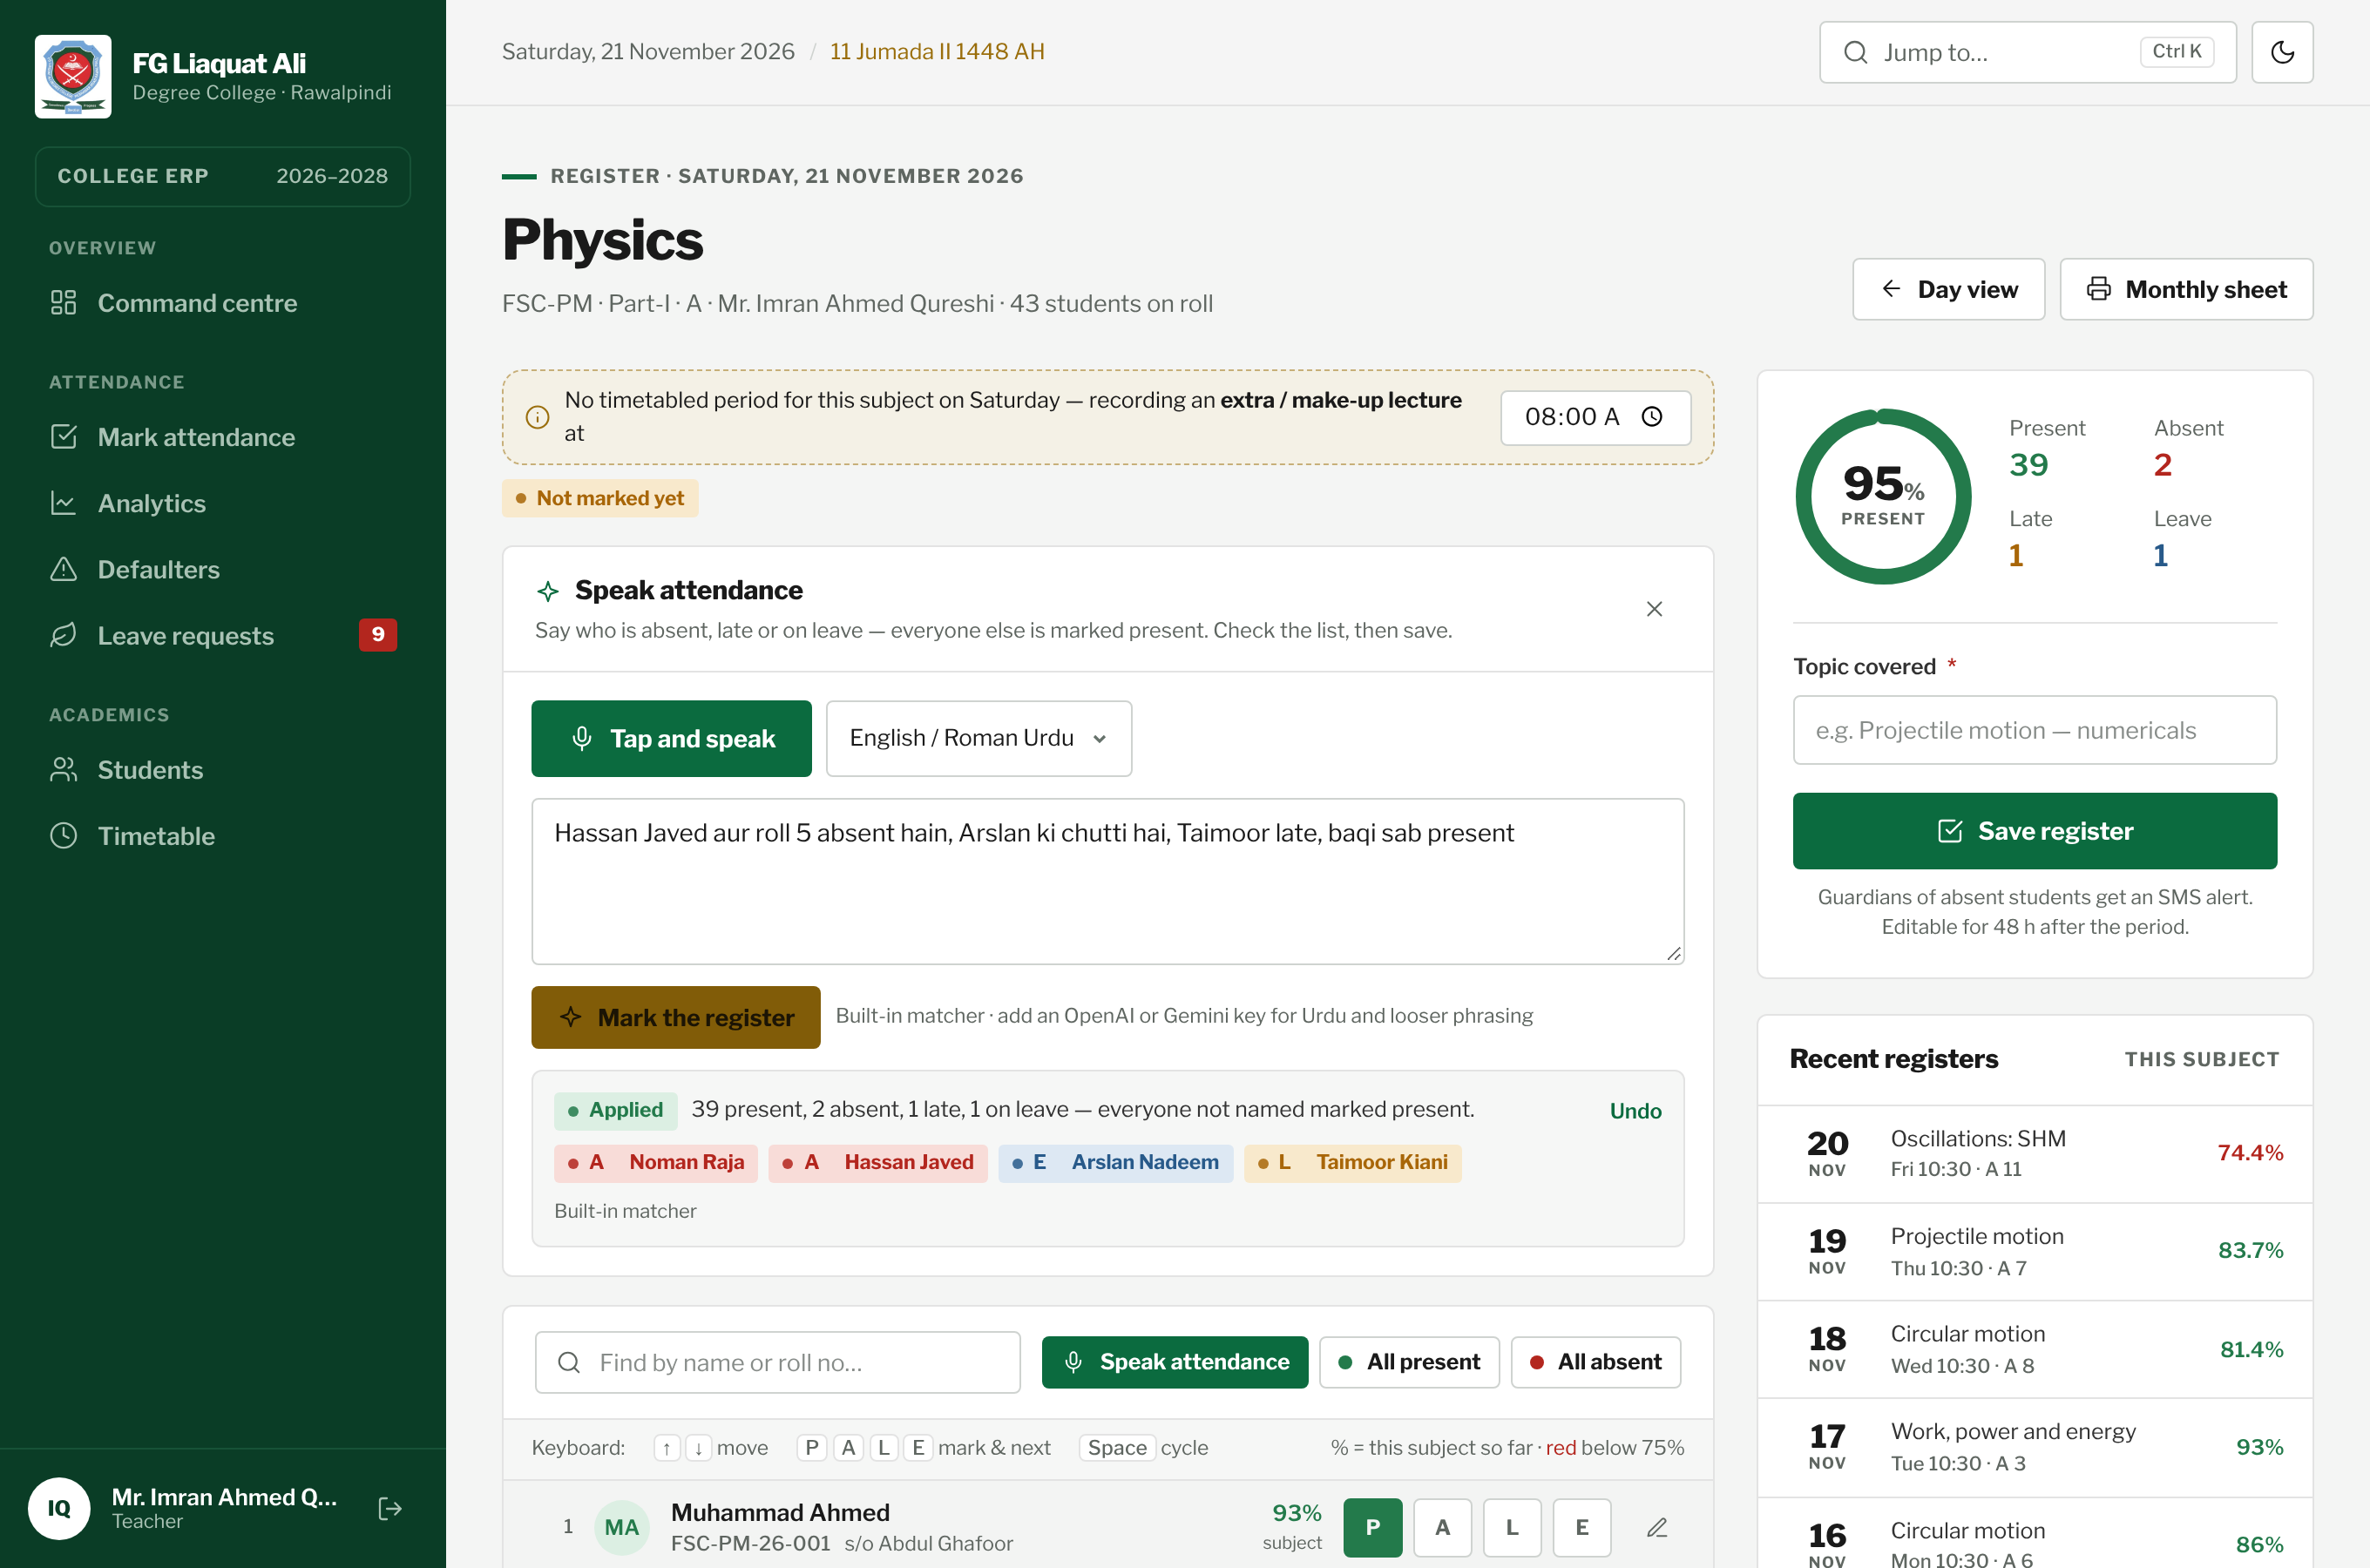 FG Liaquat Ali
Degree College · Rawalpindi
COLLEGE ERP 2026–2028
OVERVIEW
Command centre
ATTENDANCE
Mark attendance
Analytics
Defaulters
Leave requests 9
ACADEMICS
Students
Timetable
IQ
Mr. Imran Ahmed Q...
Teacher
Saturday, 21 November 2026 / 11 Jumada II 1448 AH
Jump to... Ctrl K
REGISTER · SATURDAY, 21 NOVEMBER 2026
Physics
FSC-PM · Part-I · A · Mr. Imran Ahmed Qureshi · 43 students on roll
Day view
Monthly sheet
No timetabled period for this subject on Saturday — recording an extra / make-up lecture
at
08:00 A
Not marked yet
Speak attendance
Say who is absent, late or on leave — everyone else is marked present. Check the list, then save.
Tap and speak
English / Roman Urdu
Hassan Javed aur roll 5 absent hain, Arslan ki chutti hai, Taimoor late, baqi sab present
Mark the register
Built-in matcher · add an OpenAI or Gemini key for Urdu and looser phrasing
Applied 39 present, 2 absent, 1 late, 1 on leave — everyone not named marked present. Undo
A Noman Raja A Hassan Javed E Arslan Nadeem L Taimoor Kiani
Built-in matcher
Find by name or roll no...
Speak attendance
All present
All absent
Keyboard: ↑ ↓ move P A L E mark & next Space cycle % = this subject so far · red below 75%
1 MA Muhammad Ahmed
FSC-PM-26-001 s/o Abdul Ghafoor
93%
subject
P A L E
95%
PRESENT
Present Absent
39 2
Late Leave
1 1
Topic covered *
e.g. Projectile motion — numericals
Save register
Guardians of absent students get an SMS alert.
Editable for 48 h after the period.
Recent registers THIS SUBJECT
20 NOV
Oscillations: SHM
Fri 10:30 · A 11
74.4%
19 NOV
Projectile motion
Thu 10:30 · A 7
83.7%
18 NOV
Circular motion
Wed 10:30 · A 8
81.4%
17 NOV
Work, power and energy
Tue 10:30 · A 3
93%
16 NOV
Circular motion
Mon 10:30 · A 6
86%